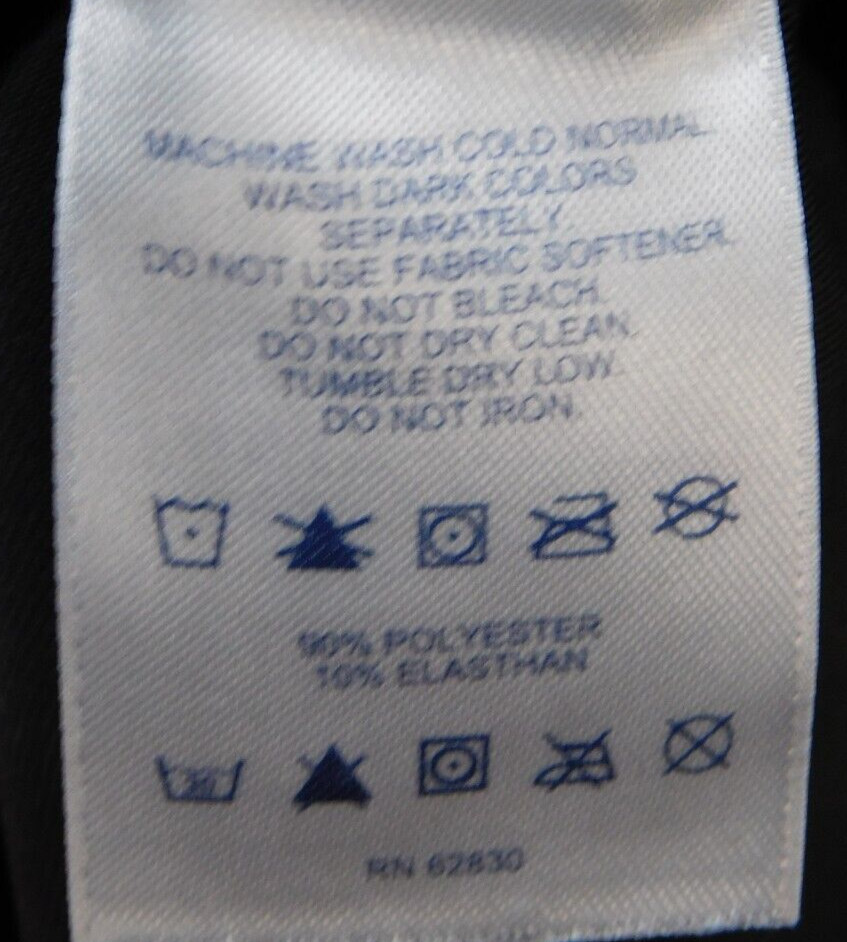 MACHINE WASH COLD NORMAL.
WASH DARK COLORS
SEPARATELY.
DO NOT USE FABRIC SOFTENER.
DO NOT BLEACH.
DO NOT DRY CLEAN.
TUMBLE DRY LOW.
DO NOT IRON.
90% POLYESTER
10% ELASTHAN
30
RN 62830